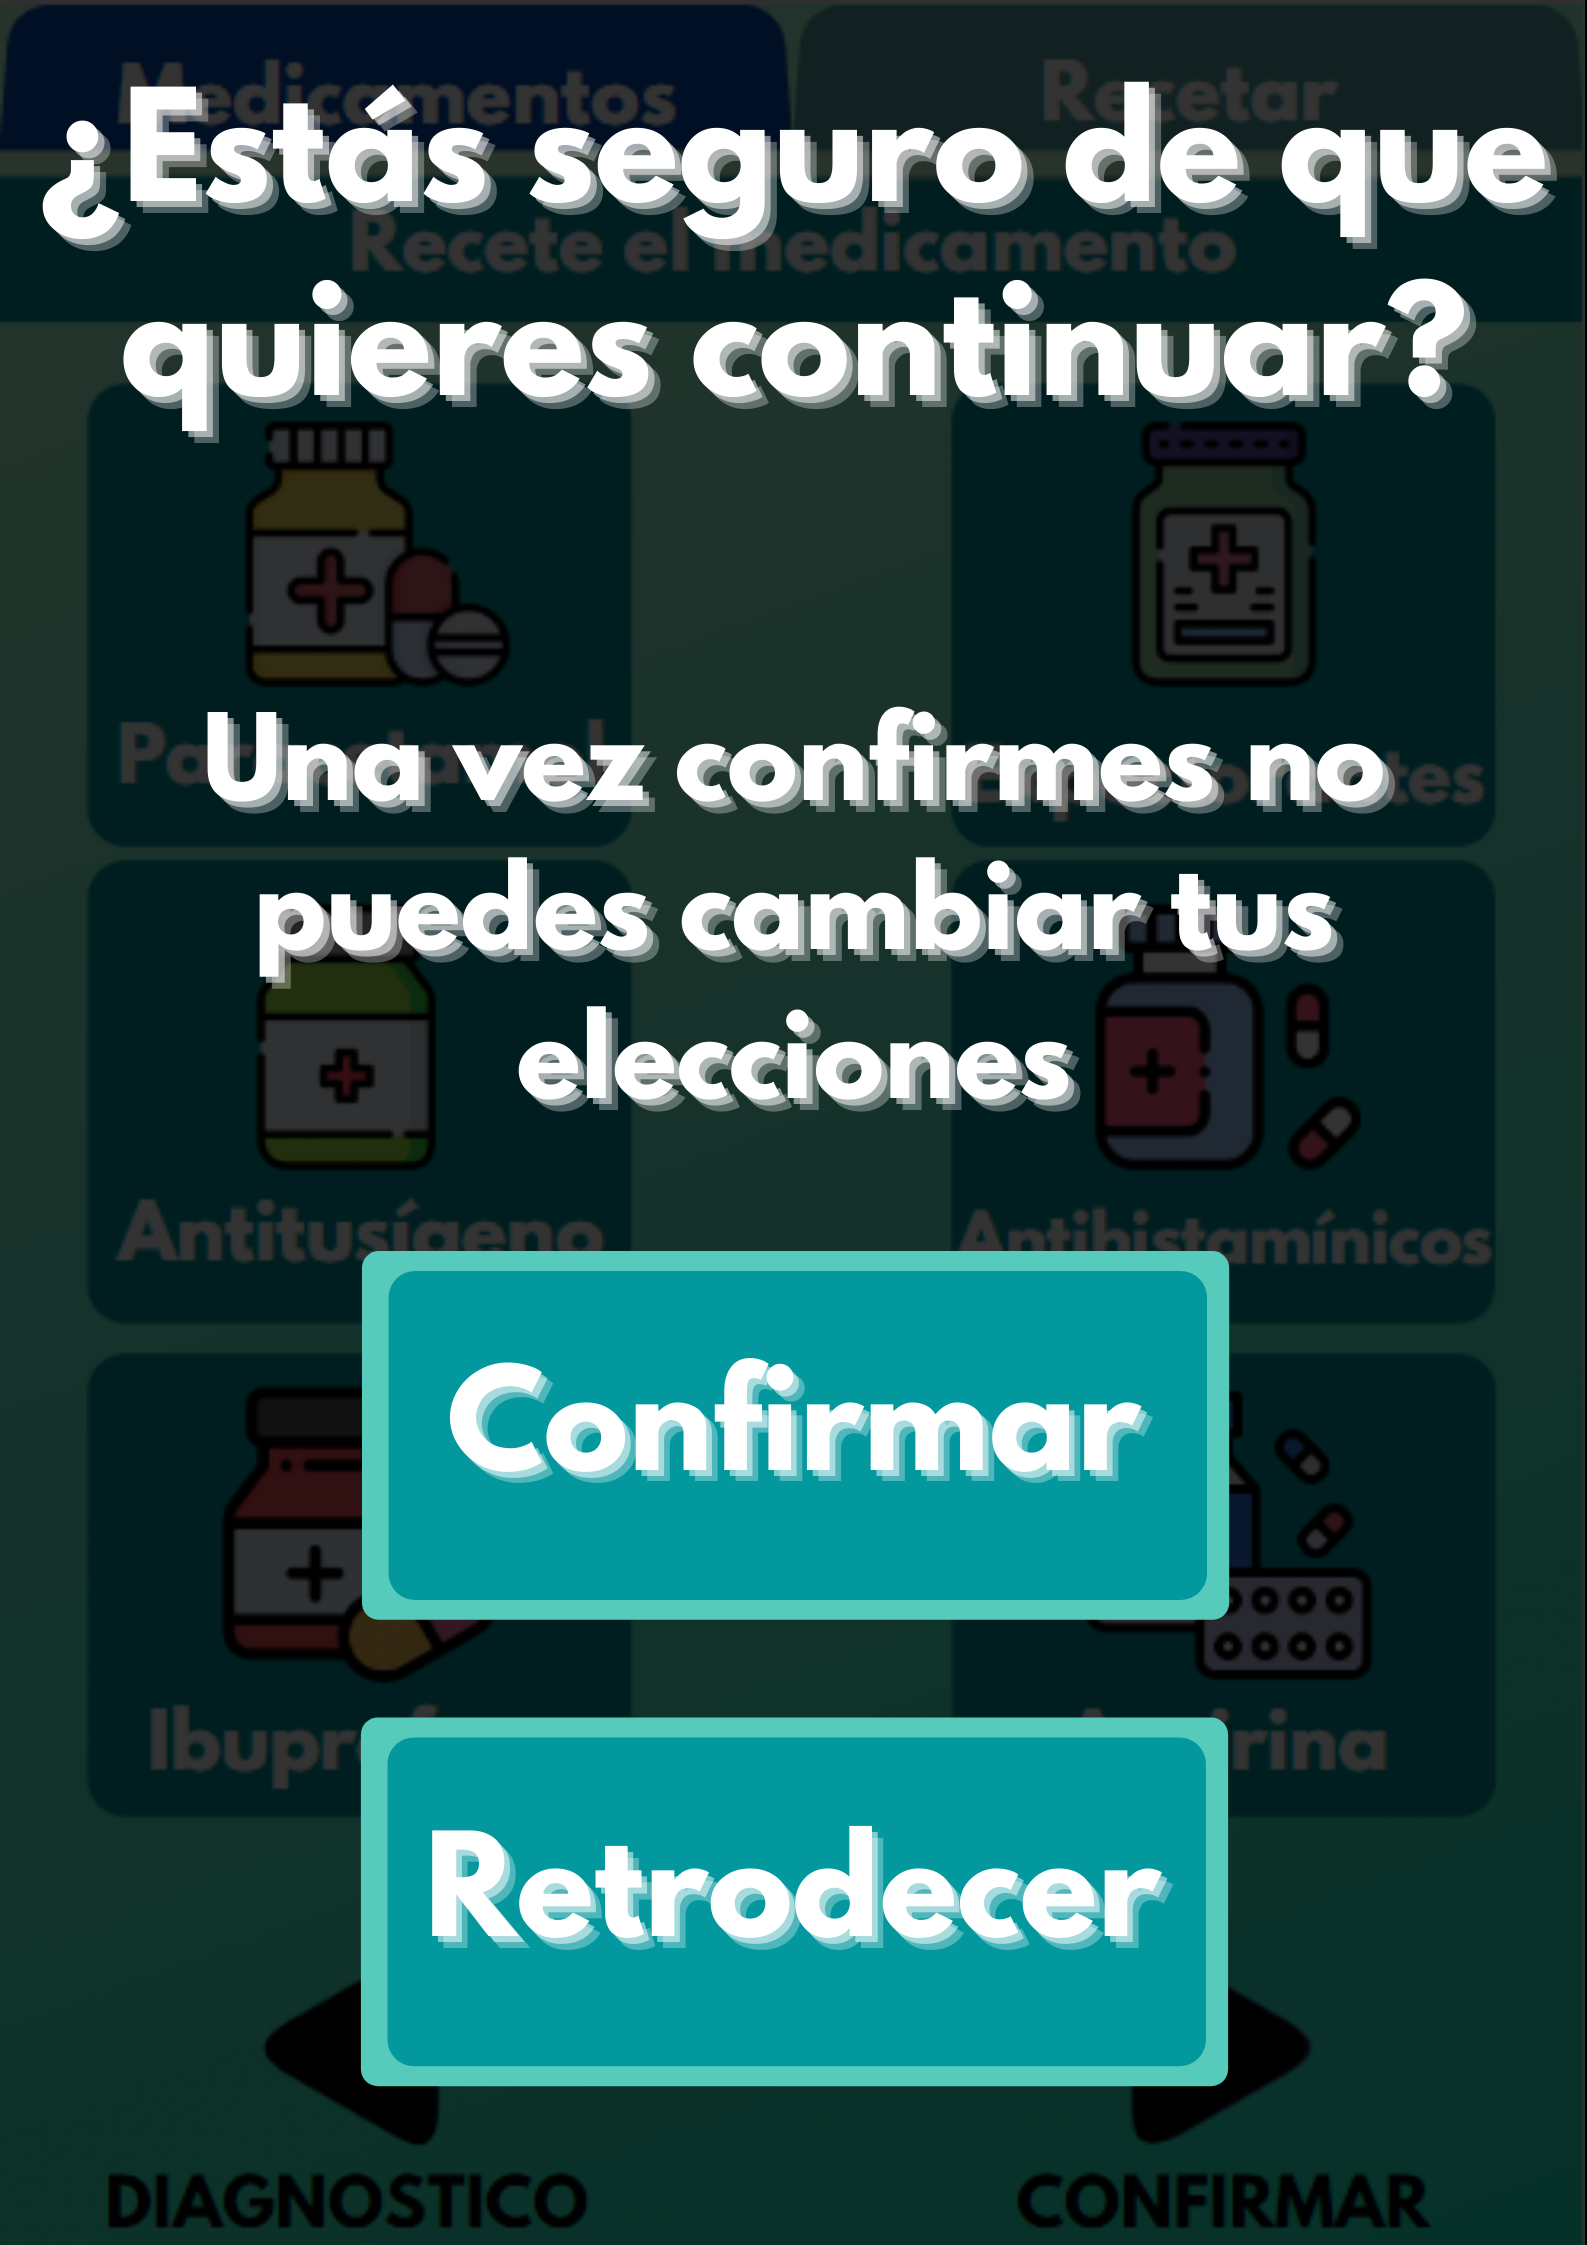 Medicamentos
Recetar
¿Estás seguro de que
Recete el medicamento
quieres continuar?
Una vez confirmes no
puedes cambiar tus
elecciones
Antitusígeno
Antihistamínicos
Confirmar
Retrodecer
DIAGNOSTICO
CONFIRMAR